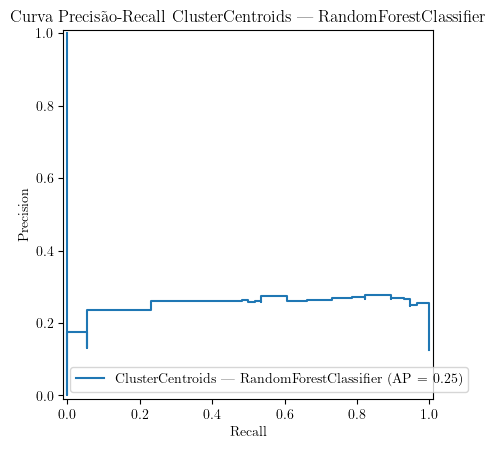 Curva Precisão-Recall ClusterCentroids — RandomForestClassifier
1.0
0.8
0.6
0.4
0.2
0.0
Precision
ClusterCentroids — RandomForestClassifier (AP = 0.25)
0.0 0.2 0.4 0.6 0.8 1.0
Recall